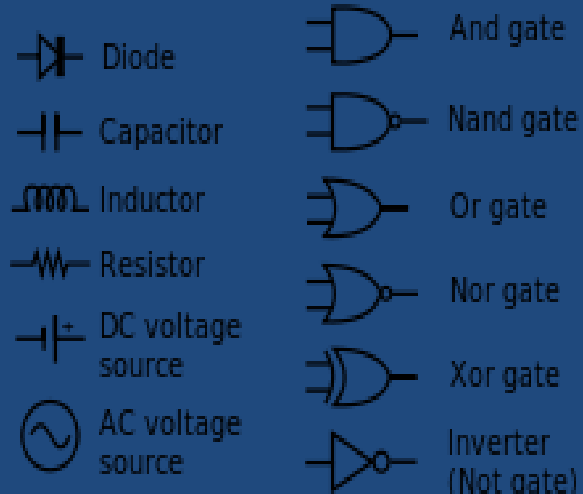 Diode
Capacitor
Inductor
Resistor
+
DC voltage
source
AC voltage
source
And gate
Nand gate
Or gate
Nor gate
Xor gate
Inverter
(Not gate)